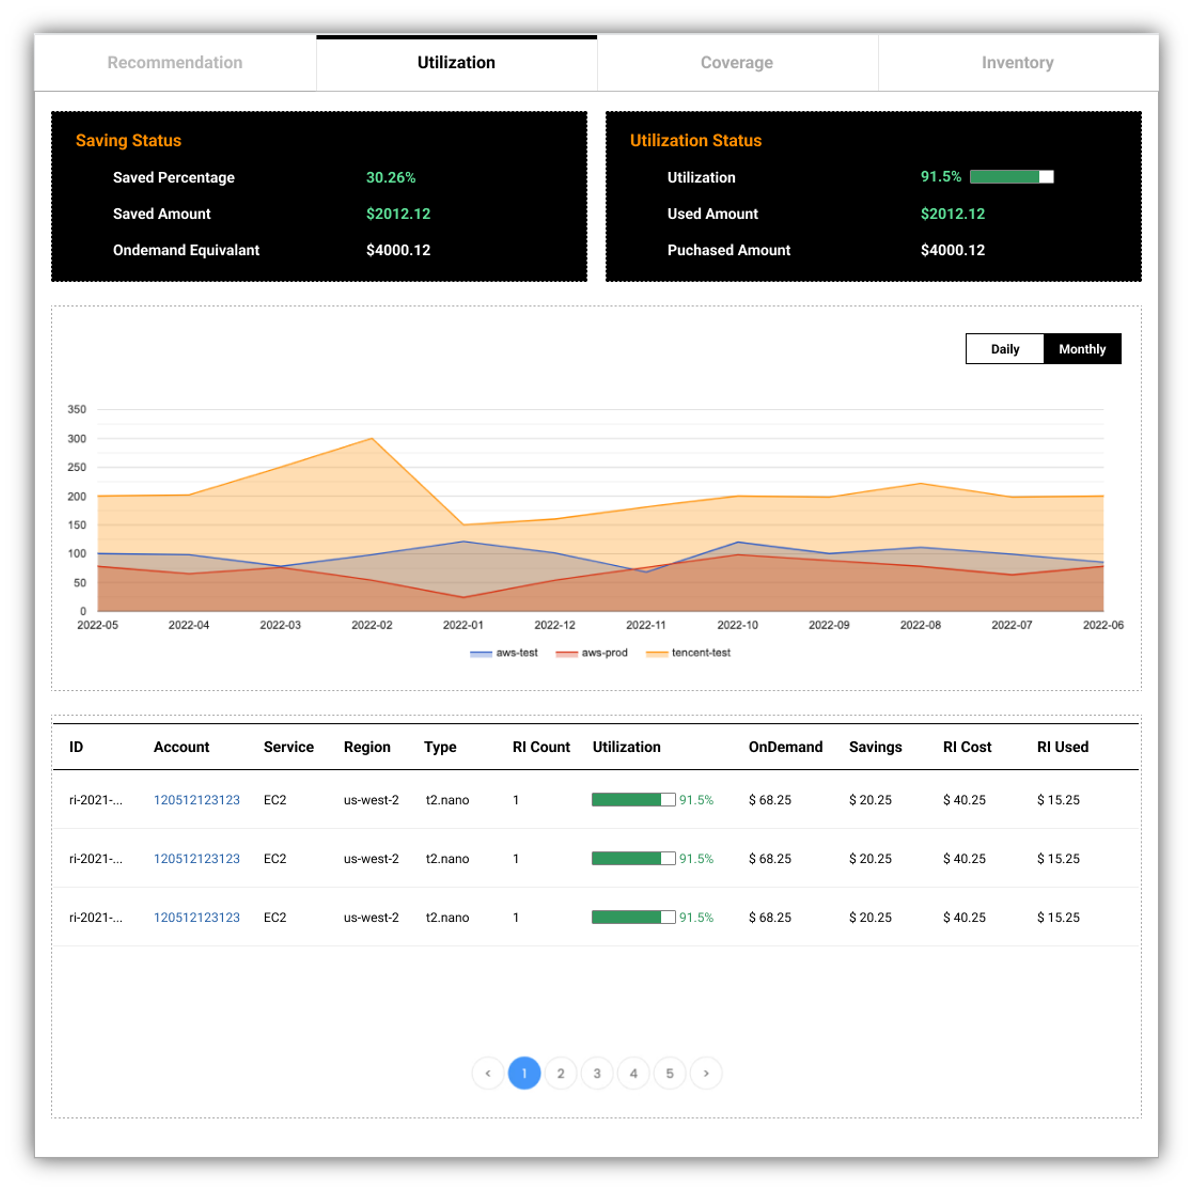 Recommendation
Utilization
Coverage
Inventory
Saving Status
Saved Percentage 30.26%
Saved Amount $2012.12
Ondemand Equivalant $4000.12
Utilization Status
Utilization 91.5%
Used Amount $2012.12
Puchased Amount $4000.12
Daily Monthly
350
300
250
200
150
100
50
0
2022-05 2022-04 2022-03 2022-02 2022-01 2022-12 2022-11 2022-10 2022-09 2022-08 2022-07 2022-06
aws-test aws-prod tencent-test
ID Account Service Region Type RI Count Utilization OnDemand Savings RI Cost RI Used
ri-2021-... 120512123123 EC2 us-west-2 t2.nano 1 91.5% $ 68.25 $ 20.25 $ 40.25 $ 15.25
ri-2021-... 120512123123 EC2 us-west-2 t2.nano 1 91.5% $ 68.25 $ 20.25 $ 40.25 $ 15.25
ri-2021-... 120512123123 EC2 us-west-2 t2.nano 1 91.5% $ 68.25 $ 20.25 $ 40.25 $ 15.25
< 1 2 3 4 5 >